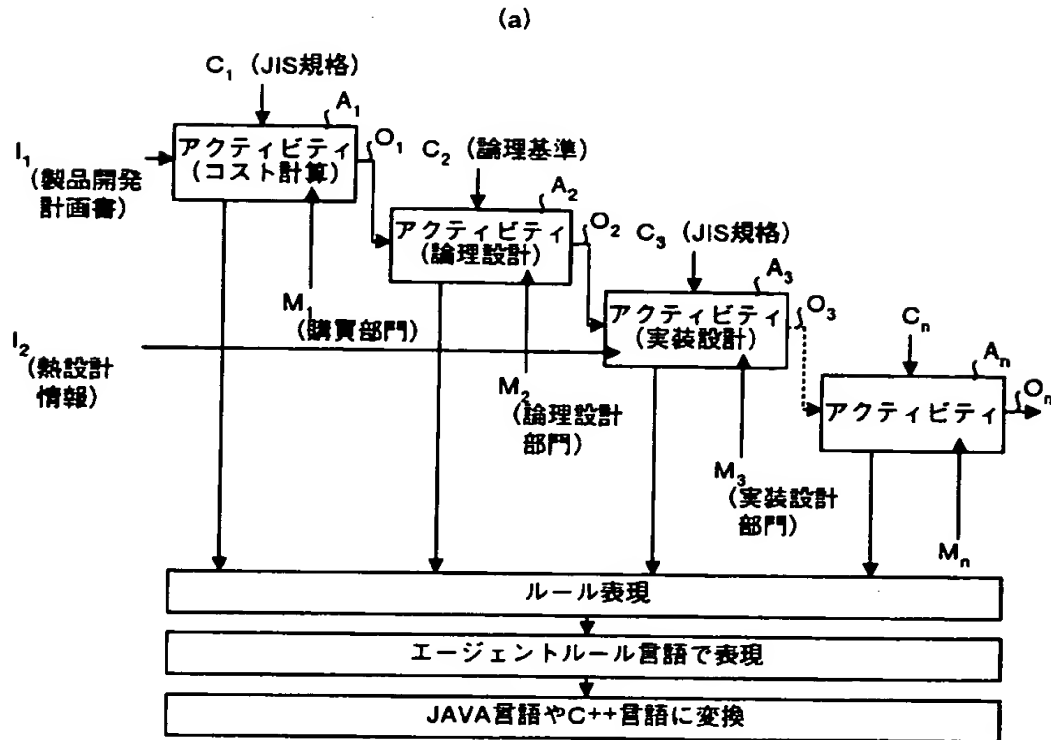 (a)
C1 (JIS規格)
A1
I1
(製品開発
計画書)
アクティビティ
(コスト計算)
O1
C2 (論理基準)
A2
アクティビティ
(論理設計)
O2
C3 (JIS規格)
A3
M1
(購買部門)
アクティビティ
(実装設計)
O3
Cn
I2
(熱設計
情報)
An
M2
(論理設計
部門)
アクティビティ
On
M3
(実装設計
部門)
Mn
ルール表現
エージェントルール言語で表現
JAVA言語やC++言語に変換